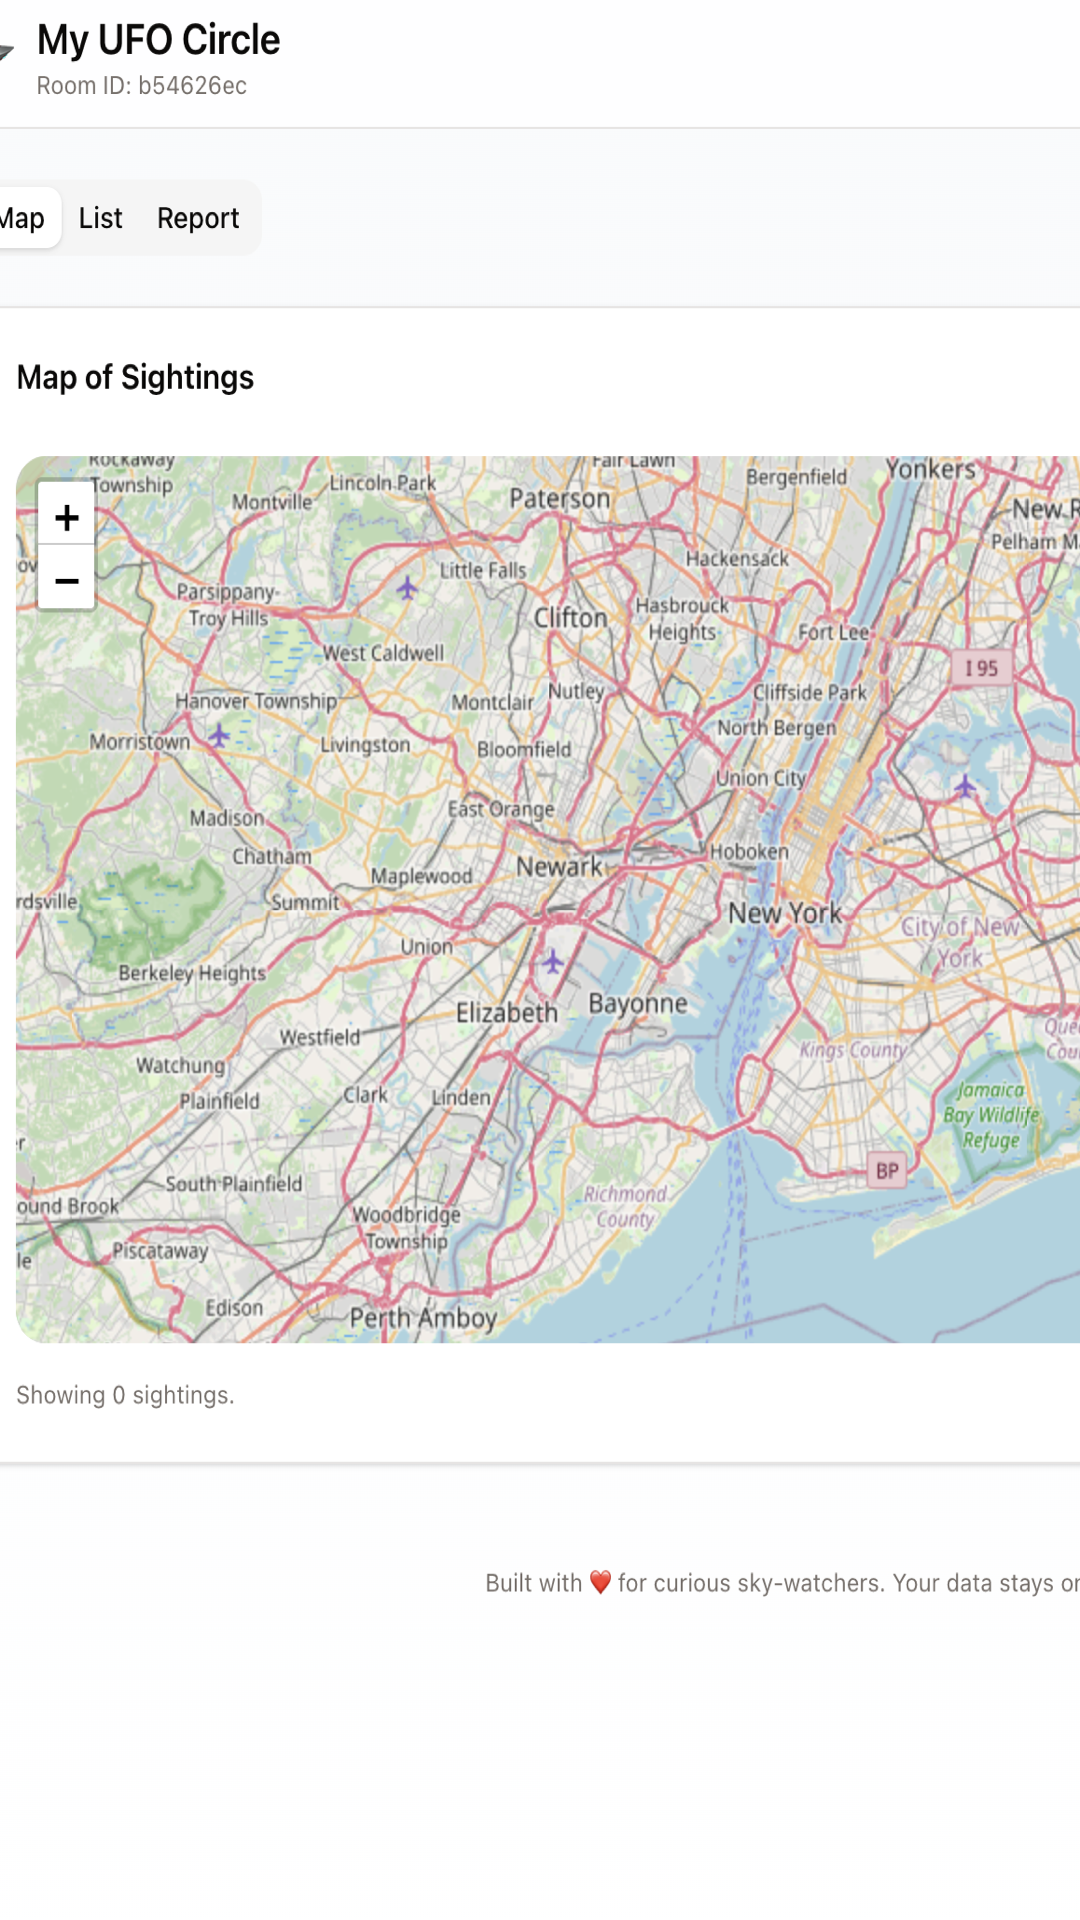 My UFO Circle
Room ID: b54626ec
Map List Report
Map of Sightings
Rockaway
Township
Montville
Lincoln Park
Fair Lawn
Paterson
Bergenfield
Yonkers
+
−
New R
Pelham M
Hackensack
Little Falls
Parsippany-
Troy Hills
Clifton
Hasbrouck
Heights
Fort Lee
West Caldwell
I 95
Hanover Township
Montclair
Nutley
Cliffside Park
North Bergen
Morristown
Livingston
Bloomfield
Union City
Madison
East Orange
Chatham
Maplewood
Newark
Hoboken
rdsville
Summit
New York
City of New
York
Union
Berkeley Heights
Elizabeth
Bayonne
Westfield
Kings County
Que
Cou
Watchung
Plainfield
Clark
Linden
Jamaica
Bay Wildlife
Refuge
South Plainfield
BP
ound Brook
Woodbridge
Township
Richmond
County
le
Piscataway
Edison
Perth Amboy
Showing 0 sightings.
Built with ❤️ for curious sky-watchers. Your data stays or